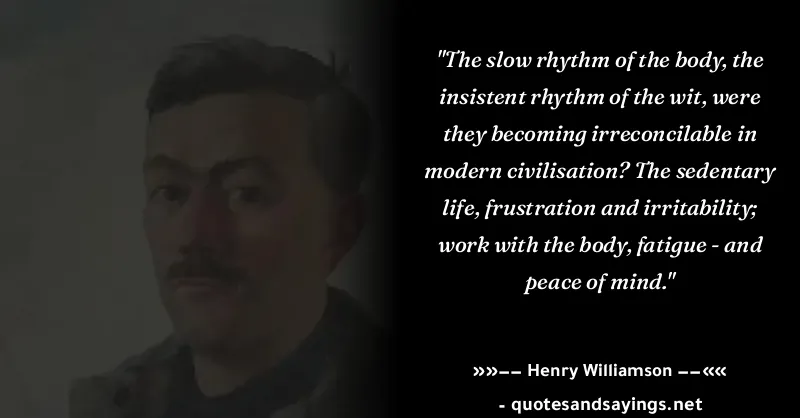 "The slow rhythm of the body, the
insistent rhythm of the wit, were
they becoming irreconcilable in
modern civilisation? The sedentary
life, frustration and irritability;
work with the body, fatigue - and
peace of mind."
»»−− Henry Williamson −−««
- quotesandsayings.net